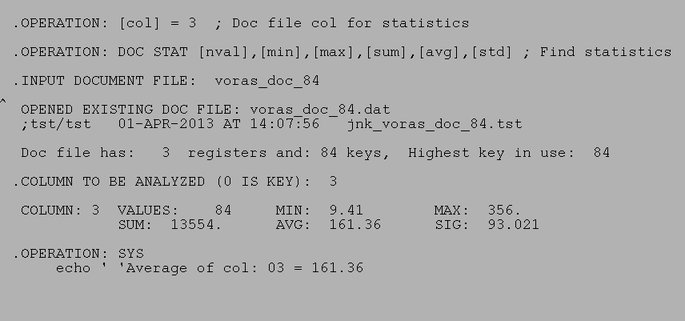 .OPERATION: [col] = 3  ; Doc file col for statistics
.OPERATION: DOC STAT [nval],[min],[max],[sum],[avg],[std] ; Find statistics
.INPUT DOCUMENT FILE:  voras_doc_84
^
OPENED EXISTING DOC FILE: voras_doc_84.dat
;tst/tst   01-APR-2013 AT 14:07:56   jnk_voras_doc_84.tst
Doc file has:   3  registers and: 84 keys,  Highest key in use:  84
.COLUMN TO BE ANALYZED (0 IS KEY):  3
COLUMN: 3  VALUES:    84     MIN:  9.41        MAX:  356.
SUM:  13554.      AVG:  161.36      SIG:  93.021
.OPERATION: SYS
echo ' 'Average of col: 03 = 161.36